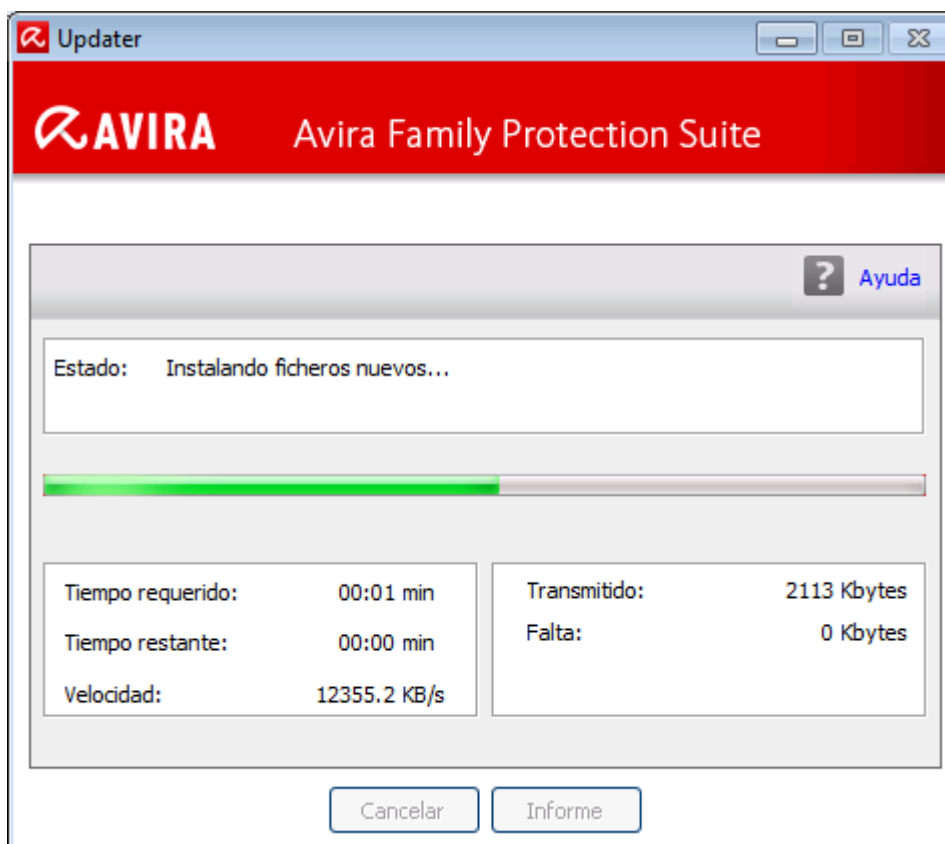 Updater
AVIRA Avira Family Protection Suite
? Ayuda
Estado: Instalando ficheros nuevos...
Tiempo requerido: 00:01 min
Tiempo restante: 00:00 min
Velocidad: 12355.2 KB/s
Transmitido: 2113 Kbytes
Falta: 0 Kbytes
Cancelar Informe